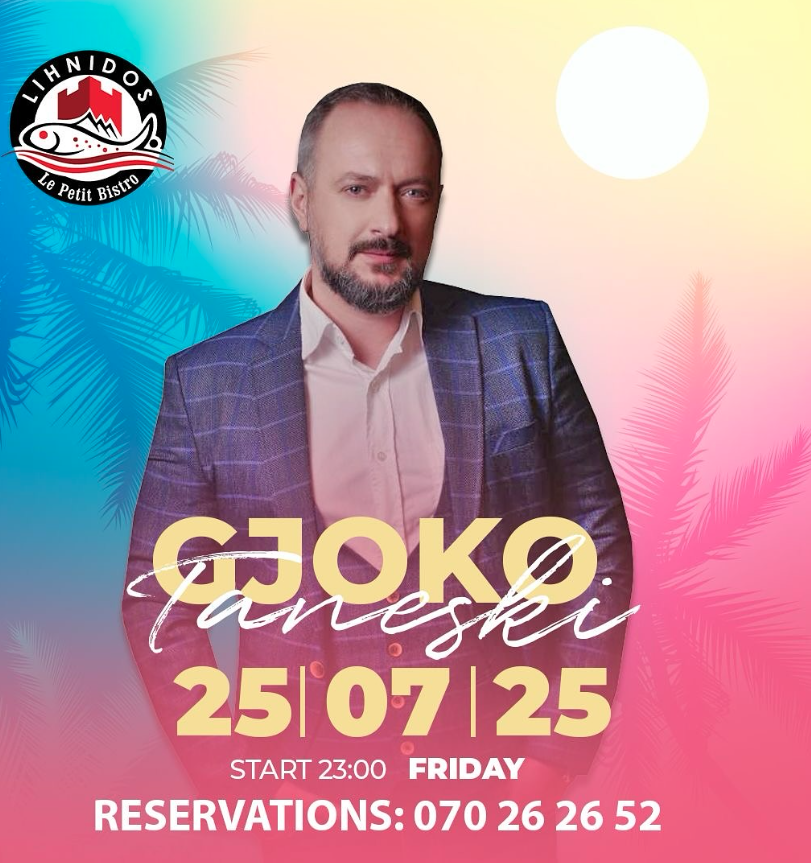 LIHNIDOS
Le Petit Bistro
GJOKO
Taneski
25|07|25
START 23:00 FRIDAY
RESERVATIONS: 070 26 26 52